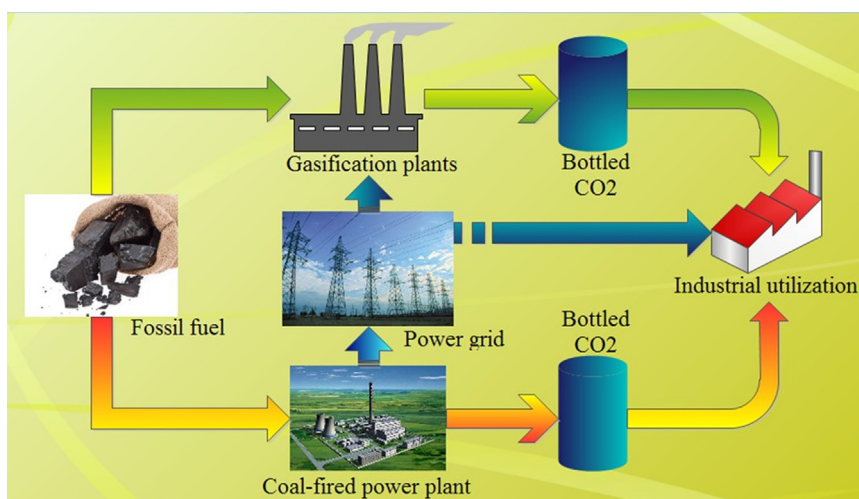 Gasification plants
Bottled
CO2
Industrial utilization
Fossil fuel
Power grid
Bottled
CO2
Coal-fired power plant